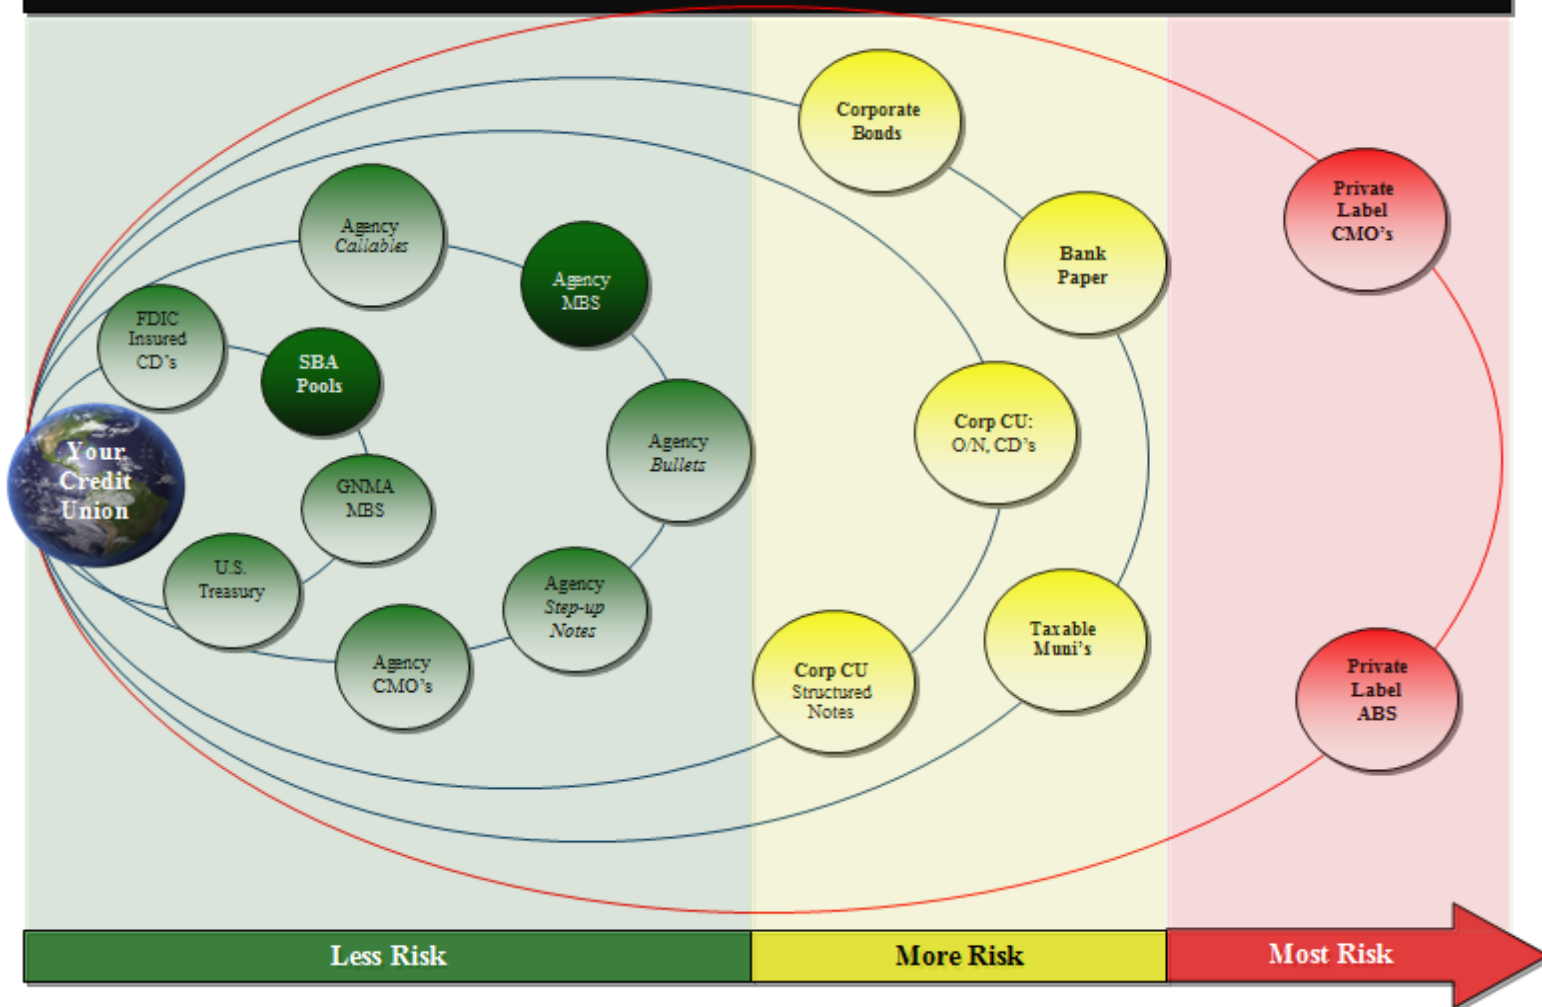 Corporate
Bonds
Private
Label
CMO's
Agency
Callables
Bank
Paper
Agency
MBS
FDIC
Insured
CD's
SBA
Pools
Corp CU:
O/N, CD's
Agency
Bullets
Your
Credit
Union
GNMA
MBS
U.S.
Treasury
Agency
Step-up
Notes
Taxable
Muni's
Agency
CMO's
Corp CU
Structured
Notes
Private
Label
ABS
Less Risk
More Risk
Most Risk